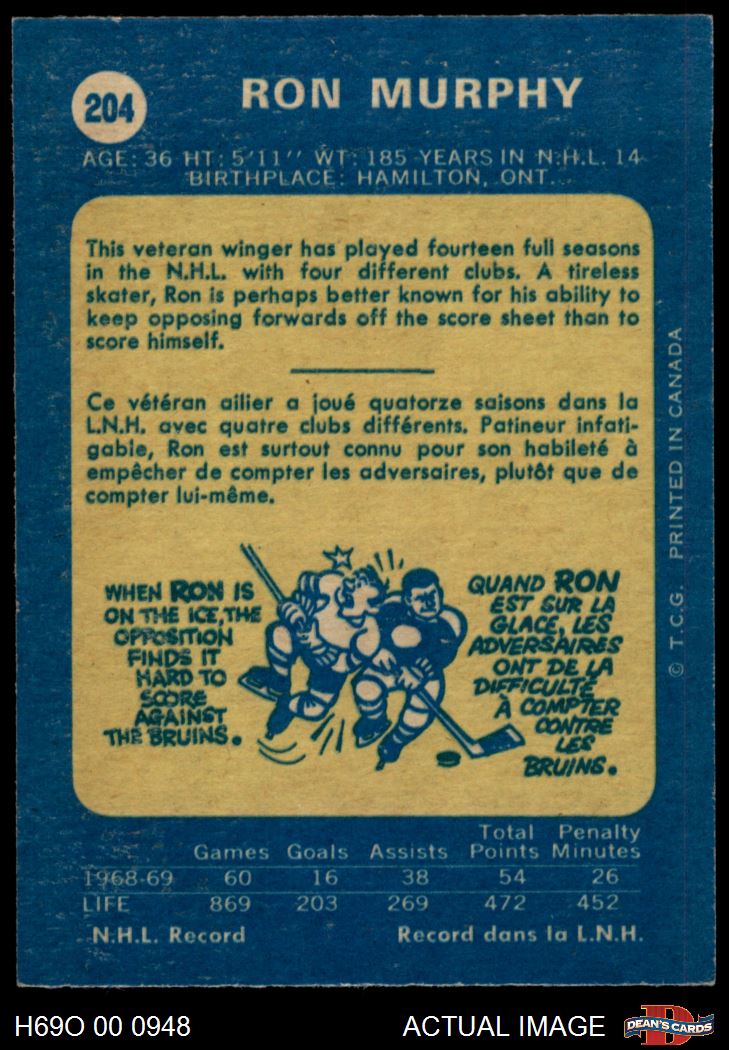 204
RON MURPHY
AGE: 36 HT: 5'11'' WT: 185 YEARS IN N.H.L. 14
BIRTHPLACE: HAMILTON, ONT...
This veteran winger has played fourteen full seasons
in the N.H.L. with four different clubs. A tireless
skater, Ron is perhaps better known for his ability to
keep opposing forwards off the score sheet than to
score himself.
Ce vétéran ailier a joué quatorze saisons dans la
L.N.H. avec quatre clubs différents. Patineur infati-
gable, Ron est surtout connu pour son habileté à
empêcher de compter les adversaires, plutôt que de
compter lui-même.
WHEN RON IS
ON THE ICE, THE
OPPOSITION
FINDS IT
HARD TO
SCORE
AGAINST
THE BRUINS.
QUAND RON
EST SUR LA
GLACE, LES
ADVERSAIRES
ONT DE LA
DIFFICULTÉ
À COMPTER
CONTRE
LES
BRUINS.
© T.C.G. PRINTED IN CANADA
Games Goals Assists Total Points Penalty Minutes
1968-69 60 16 38 54 26
LIFE 869 203 269 472 452
N.H.L. Record Record dans la L.N.H.
H69O 00 0948
ACTUAL IMAGE
D
DEAN'S CARDS